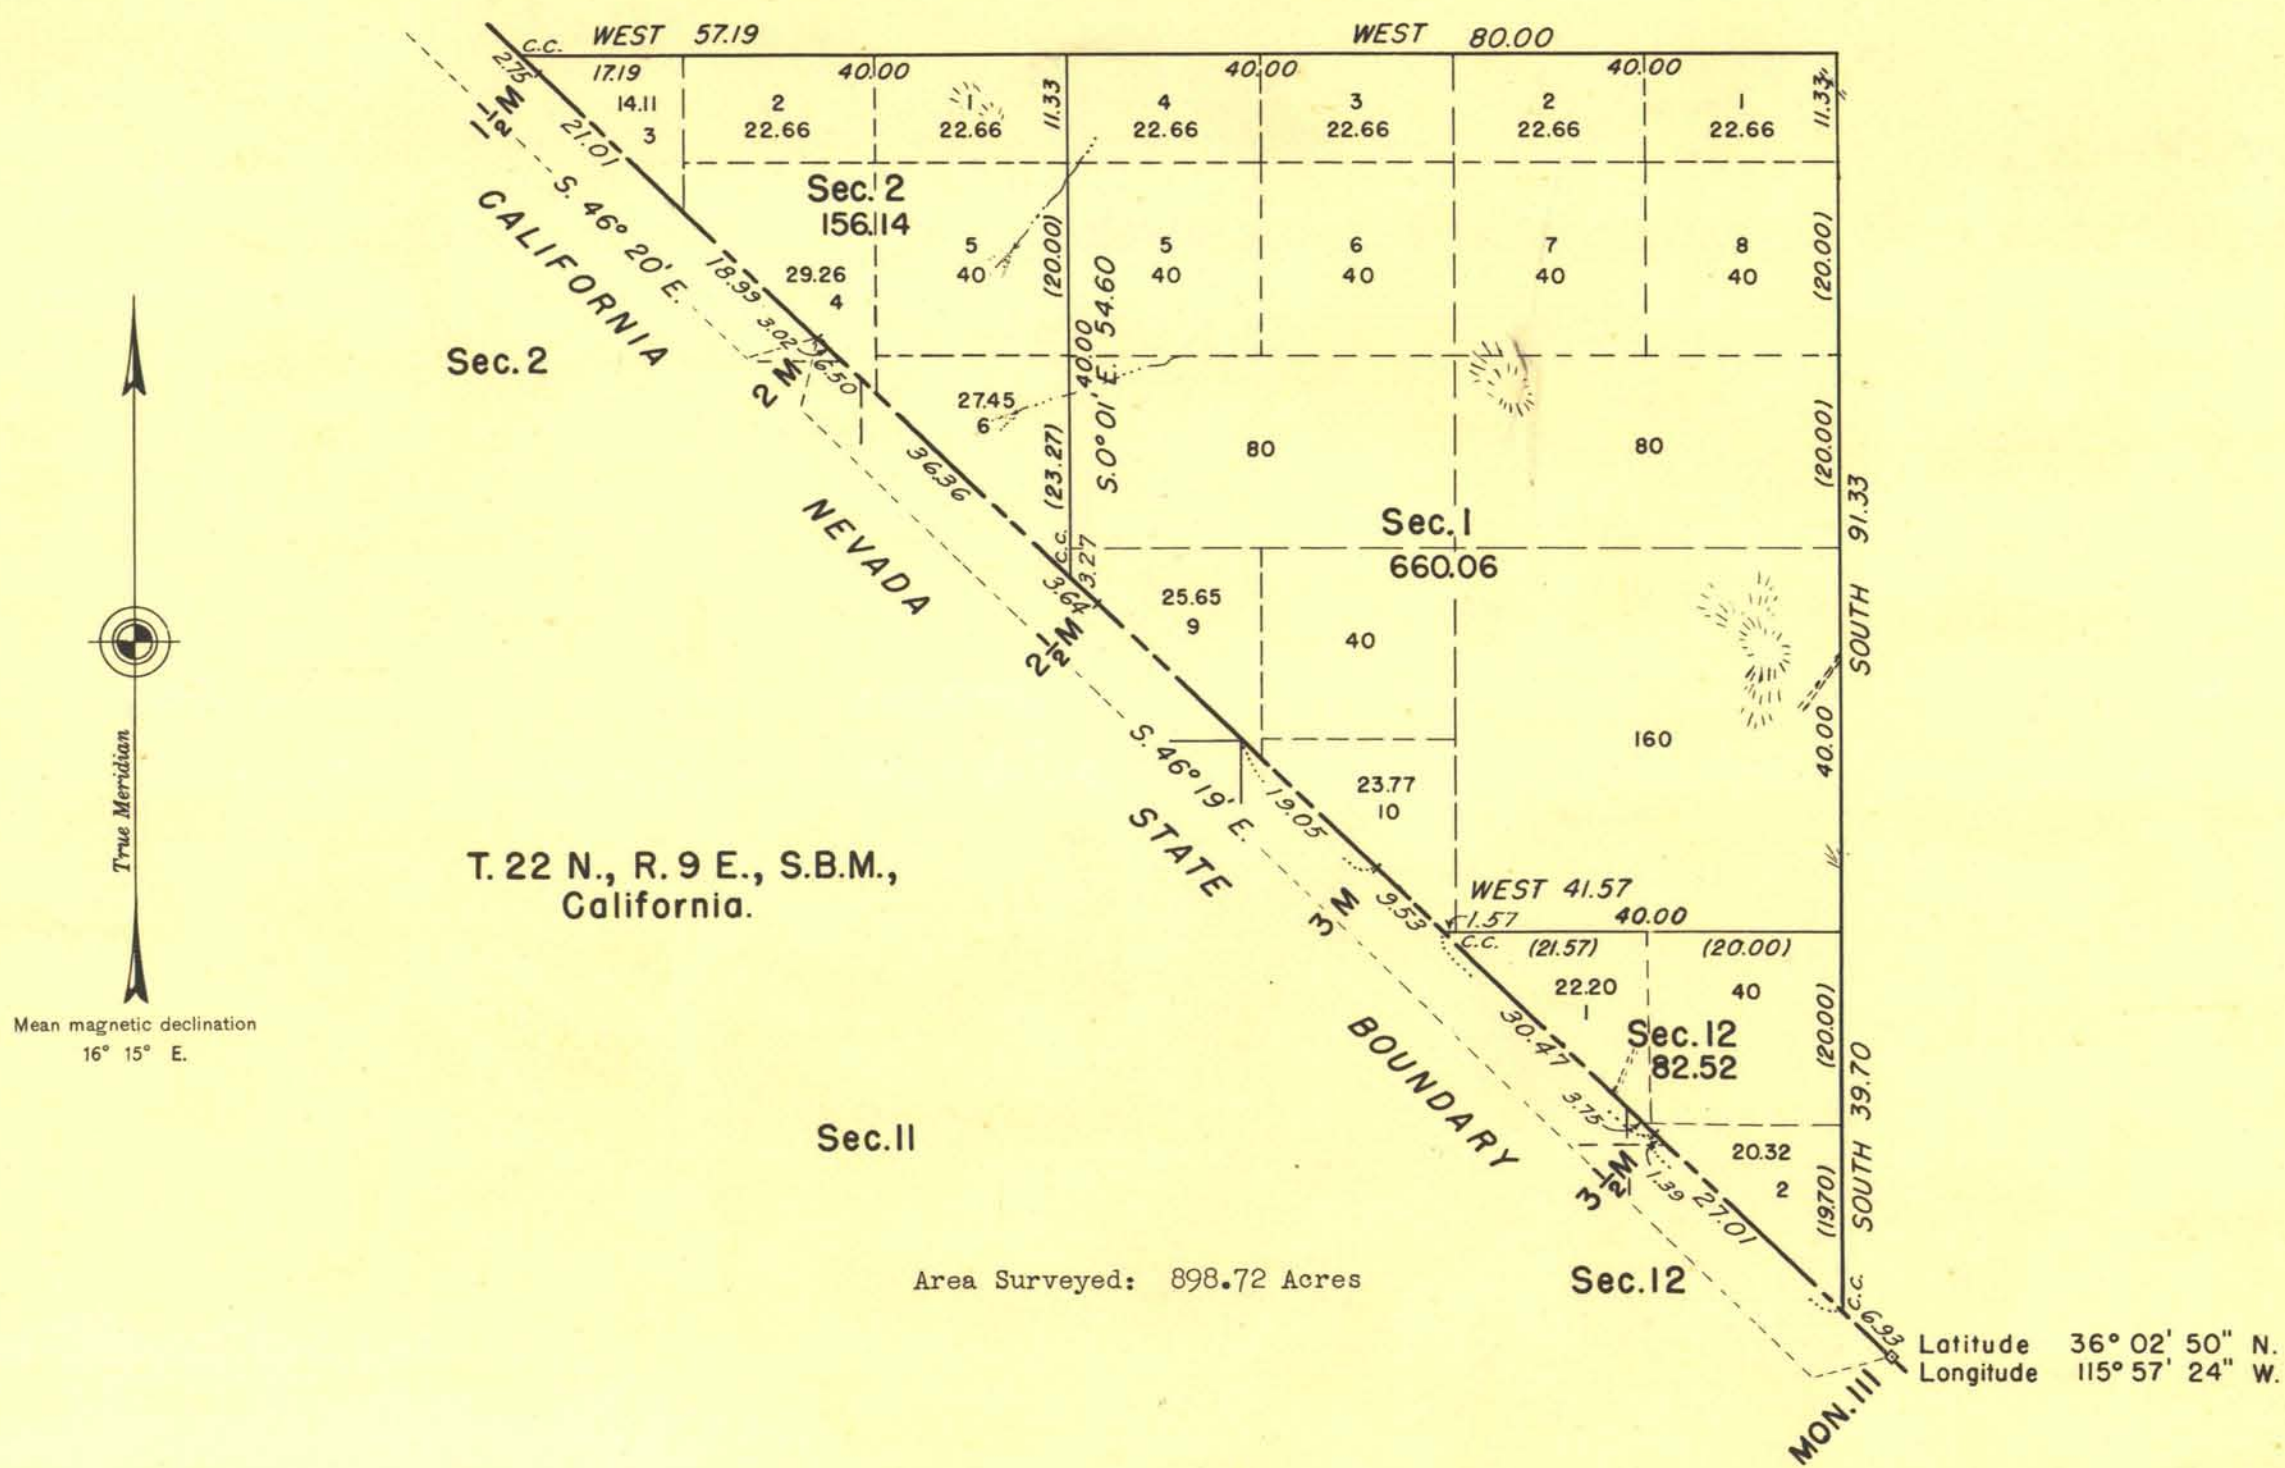 WEST 57.19
WEST 80.00
C.C.
2.75
17.19
40.00
40.00
40.00
1 1/2 M
21.01
14.11
3
2
22.66
1
22.66
11.33
4
22.66
3
22.66
2
22.66
1
22.66
11.33
S. 46° 20' E.
CALIFORNIA
Sec. 2
156.14
18.99
29.26
4
5
40
(20.00)
5
40
6
40
7
40
8
40
(20.00)
S. 0° 01' E. 54.60
40.00
Sec. 2
3.02
2 M
6.50
27.45
6
(23.27)
80
80
(20.00)
36.36
NEVADA
C.C.
3.27
3.64
2 1/2 M
Sec. 1
660.06
SOUTH 91.33
25.65
9
40
160
40.00
S. 46° 19' E.
STATE
19.05
23.77
10
True Meridian
T. 22 N., R. 9 E., S.B.M.,
California.
3 M
9.53
WEST 41.57
1.57
40.00
C.C.
(21.57)
(20.00)
22.20
1
40
(20.00)
Mean magnetic declination
16° 15° E.
BOUNDARY
30.47
Sec. 12
82.52
SOUTH 39.70
Sec. 11
3.75
3 1/2 M
1.39
27.01
20.32
2
(19.70)
Area Surveyed: 898.72 Acres
Sec. 12
C.C.
6.93
Latitude 36° 02' 50" N.
Longitude 115° 57' 24" W.
MON. 111